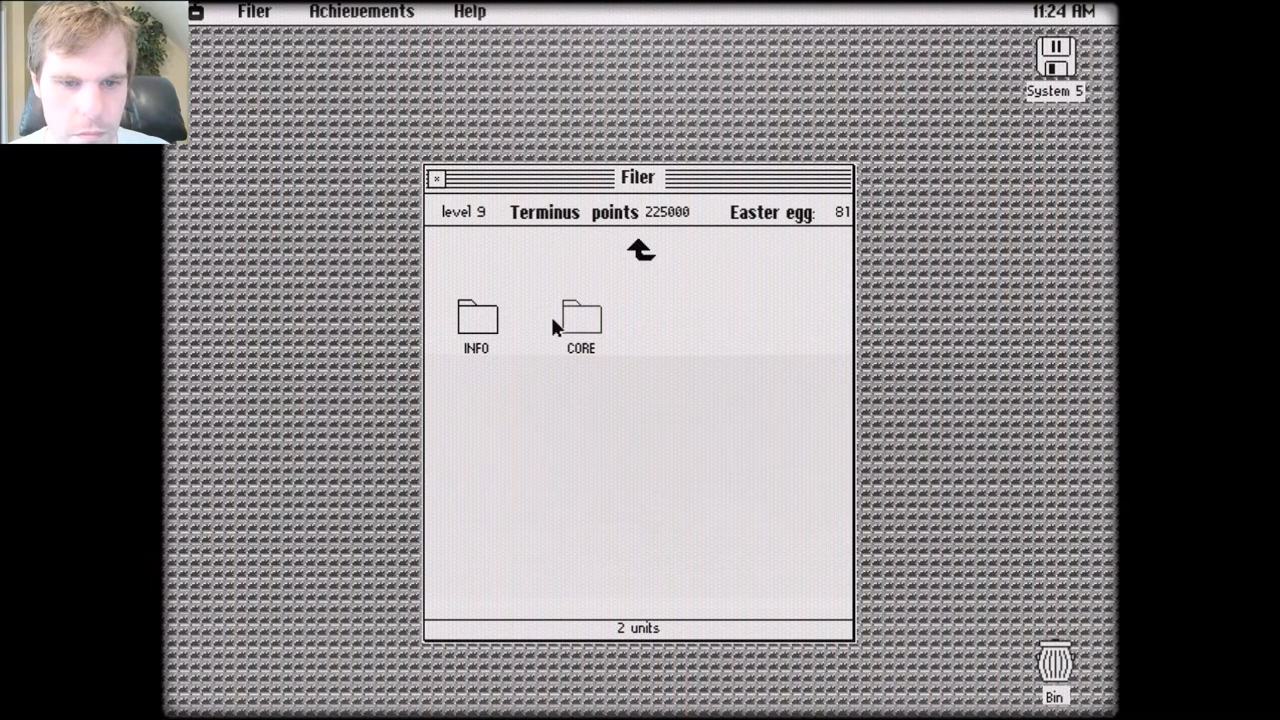 Filer Achievements Help 11:24 AM
System 5
Filer
level 9 Terminus points 225000 Easter egg: 81
INFO CORE
2 units
Bin